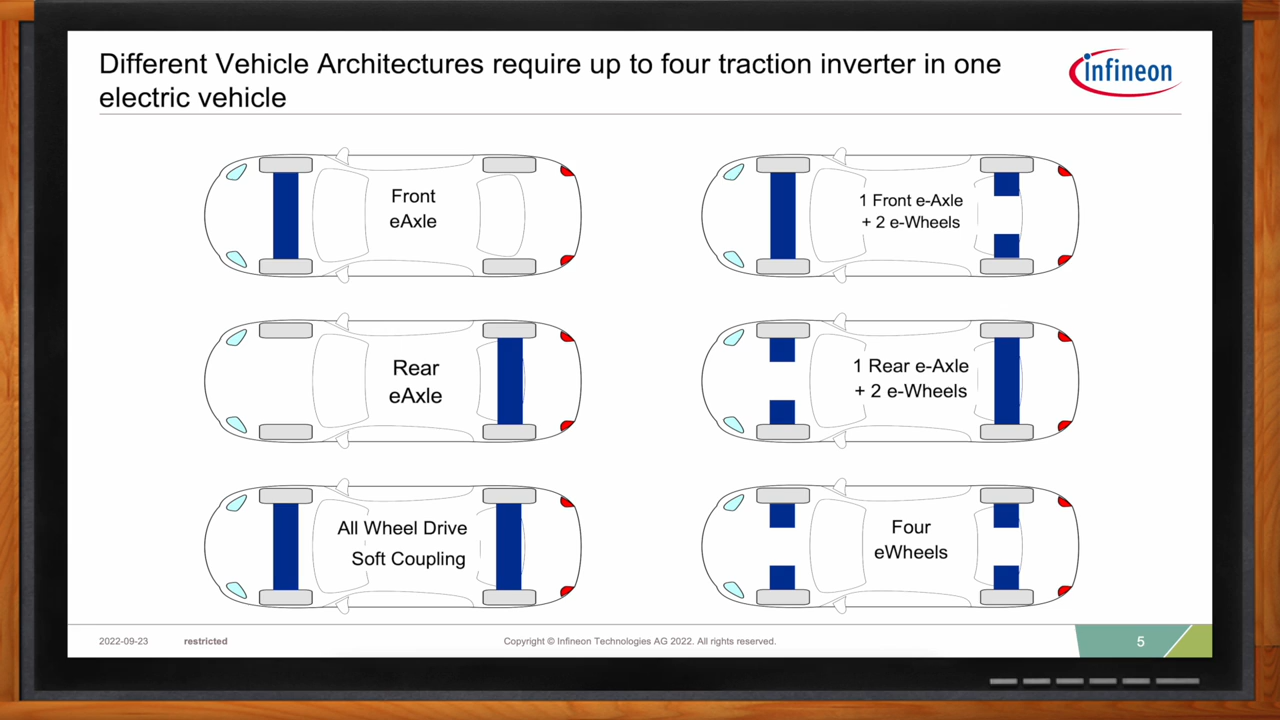 Different Vehicle Architectures require up to four traction inverter in one
electric vehicle
infineon
Front
eAxle
1 Front e-Axle
+ 2 e-Wheels
Rear
eAxle
1 Rear e-Axle
+ 2 e-Wheels
All Wheel Drive
Soft Coupling
Four
eWheels
2022-09-23
restricted
Copyright © Infineon Technologies AG 2022. All rights reserved.
5